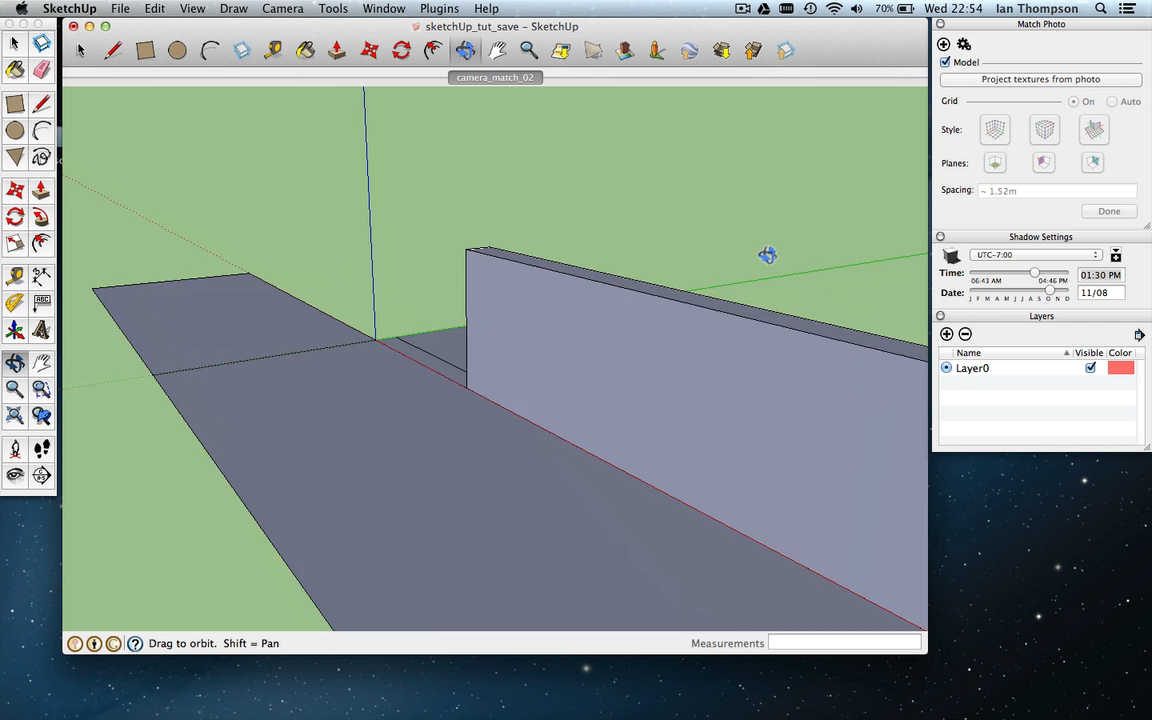 SketchUp File Edit View Draw Camera Tools Window Plugins Help 70% Wed 22:54 Ian Thompson
sketchUp_tut_save - SketchUp
camera_match_02
Match Photo
Model
Project textures from photo
Grid On Auto
Style:
Planes:
Spacing: ~ 1.52m
Done
Shadow Settings
UTC-7:00
Time: 06:43 AM 04:46 PM 01:30 PM
Date: J F M A M J J A S O N D 11/08
Layers
Name Visible Color
Layer0
ABC
Drag to orbit. Shift = Pan
Measurements